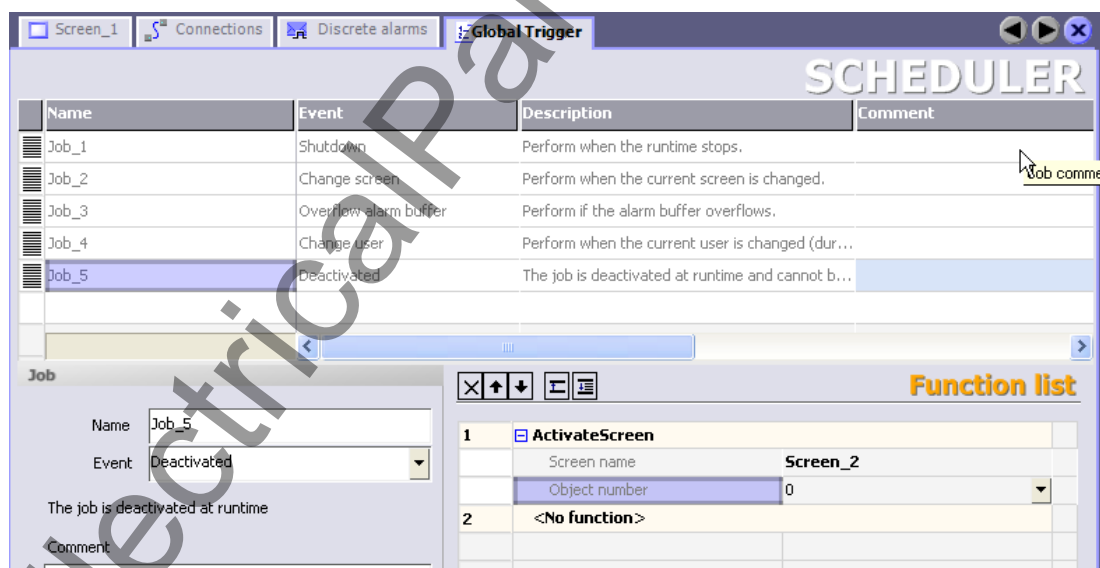 Screen_1 Connections Discrete alarms Global Trigger
SCHEDULER
Name Event Description Comment
Job_1 Shutdown Perform when the runtime stops.
Job_2 Change screen Perform when the current screen is changed.
Job comme
Job_3 Overflow alarm buffer Perform if the alarm buffer overflows.
Job_4 Change user Perform when the current user is changed (dur...
Job_5 Deactivated The job is deactivated at runtime and cannot b...
Job
Function list
Name Job_5
1 ActivateScreen
Event Deactivated
Screen name Screen_2
Object number 0
The job is deactivated at runtime
2 <No function>
Comment
lectricalPa